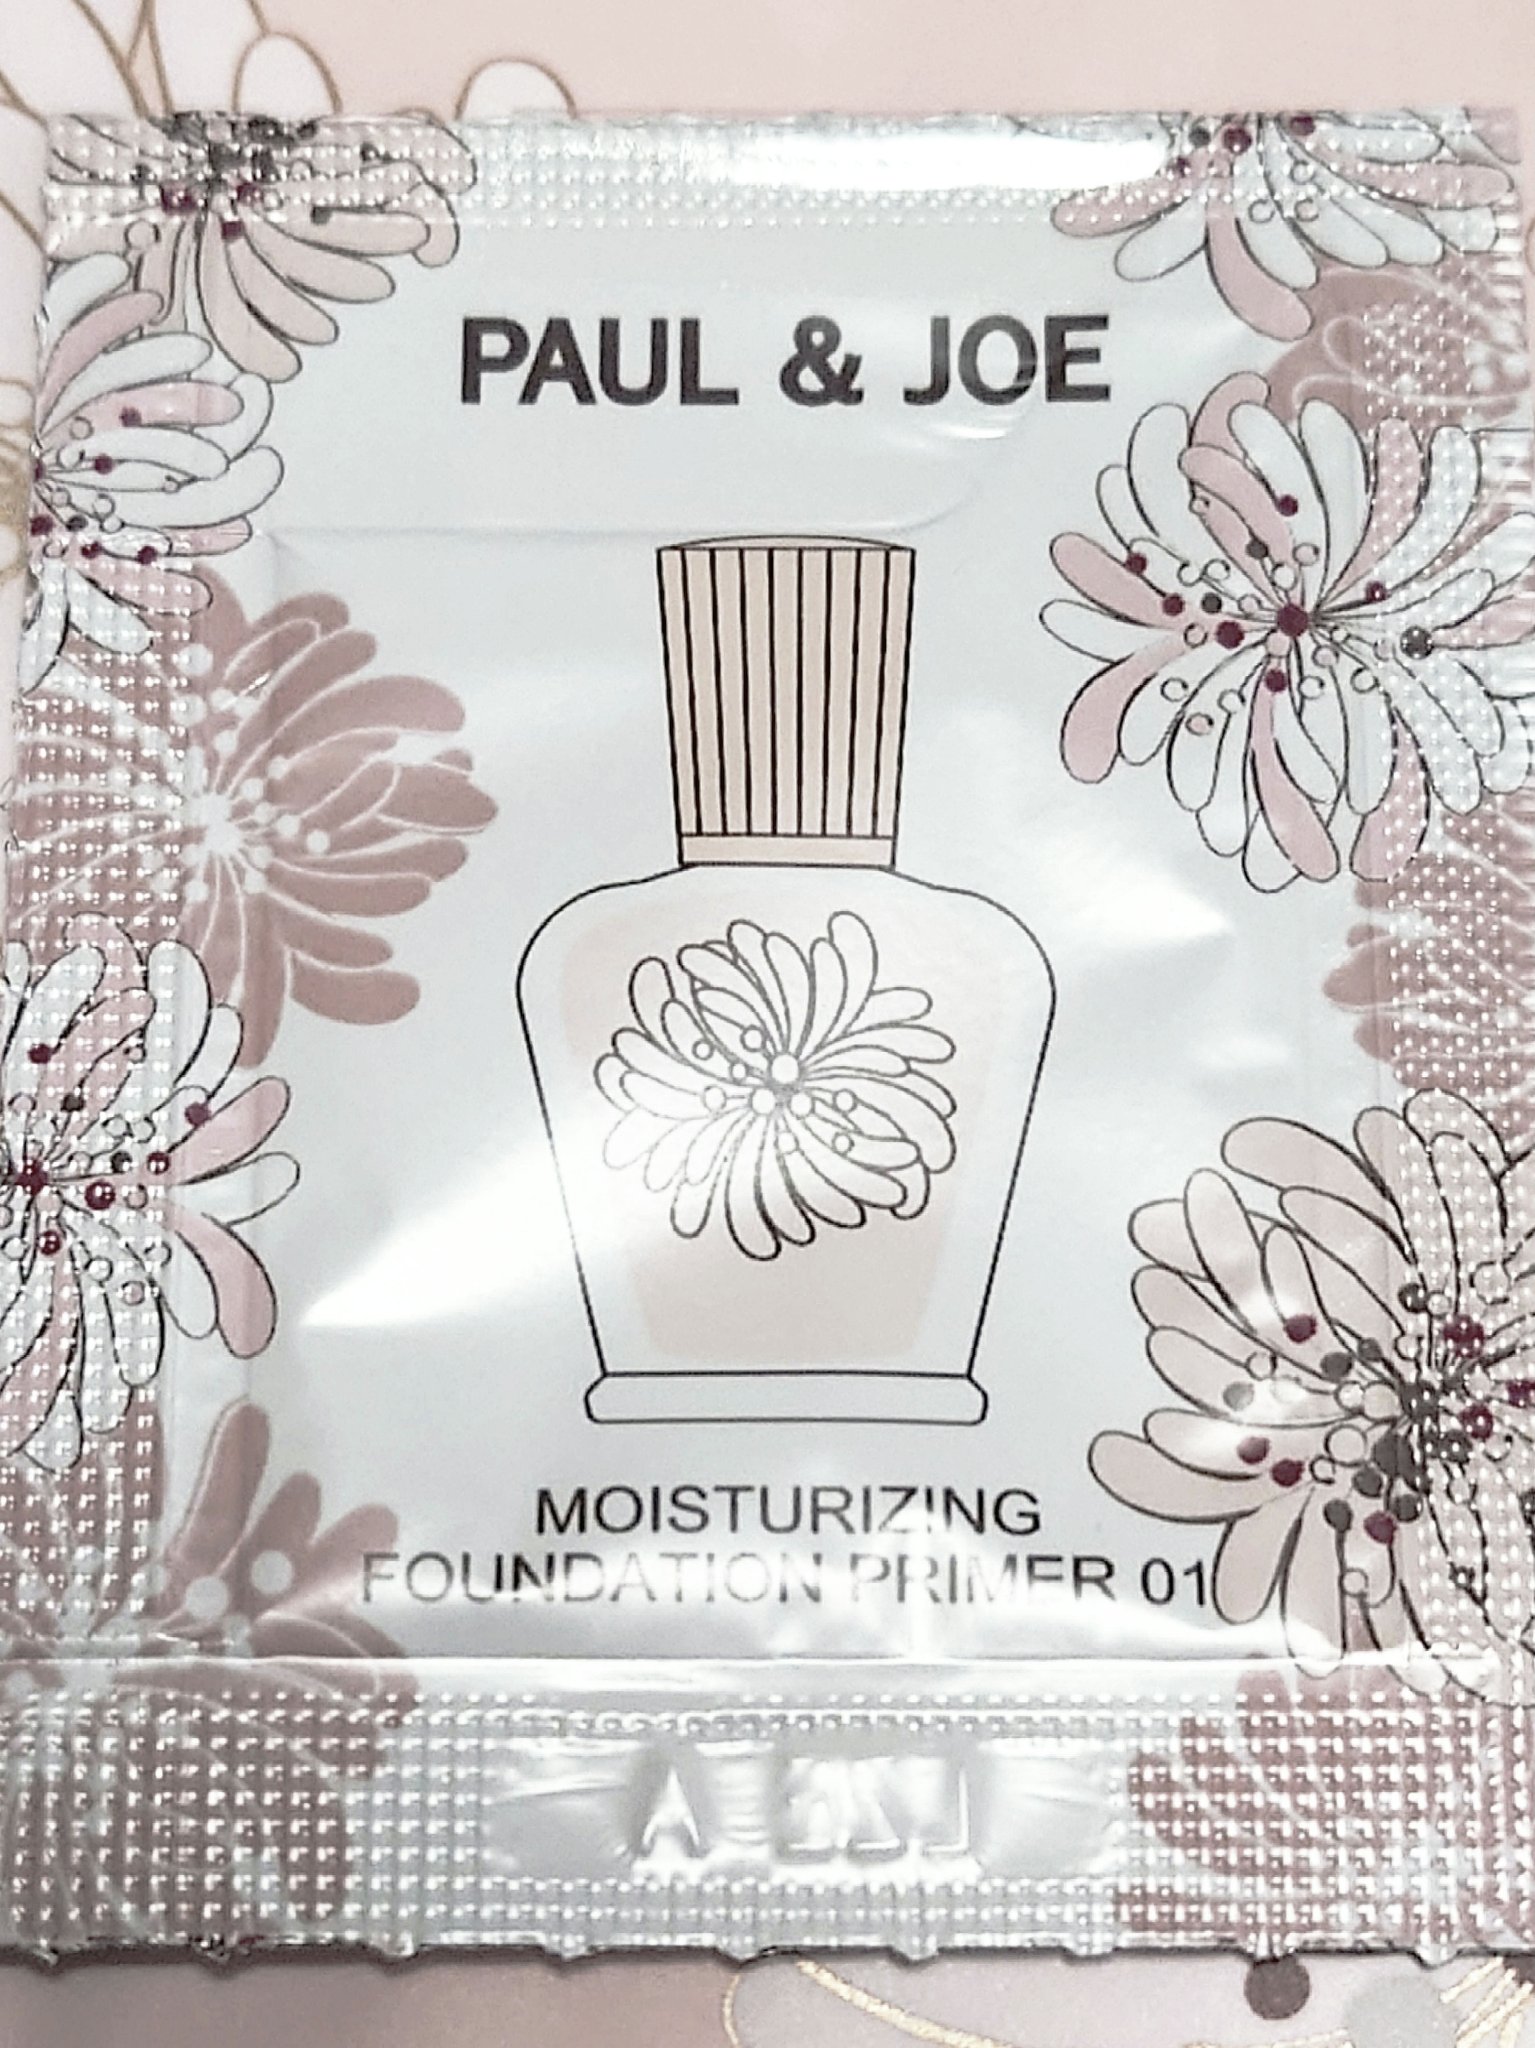 PAUL & JOE
MOISTURIZING
FOUNDATION PRIMER 01